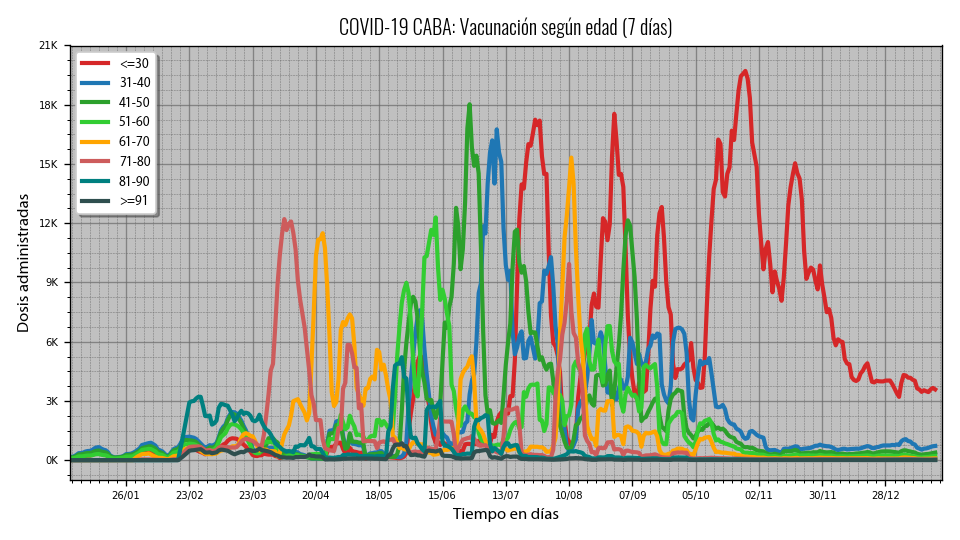 COVID-19 CABA: Vacunación según edad (7 días)
21K
18K
15K
12K
9K
6K
3K
0K
Dosis administradas
<=30
31-40
41-50
51-60
61-70
71-80
81-90
>=91
26/01 23/02 23/03 20/04 18/05 15/06 13/07 10/08 07/09 05/10 02/11 30/11 28/12
Tiempo en días